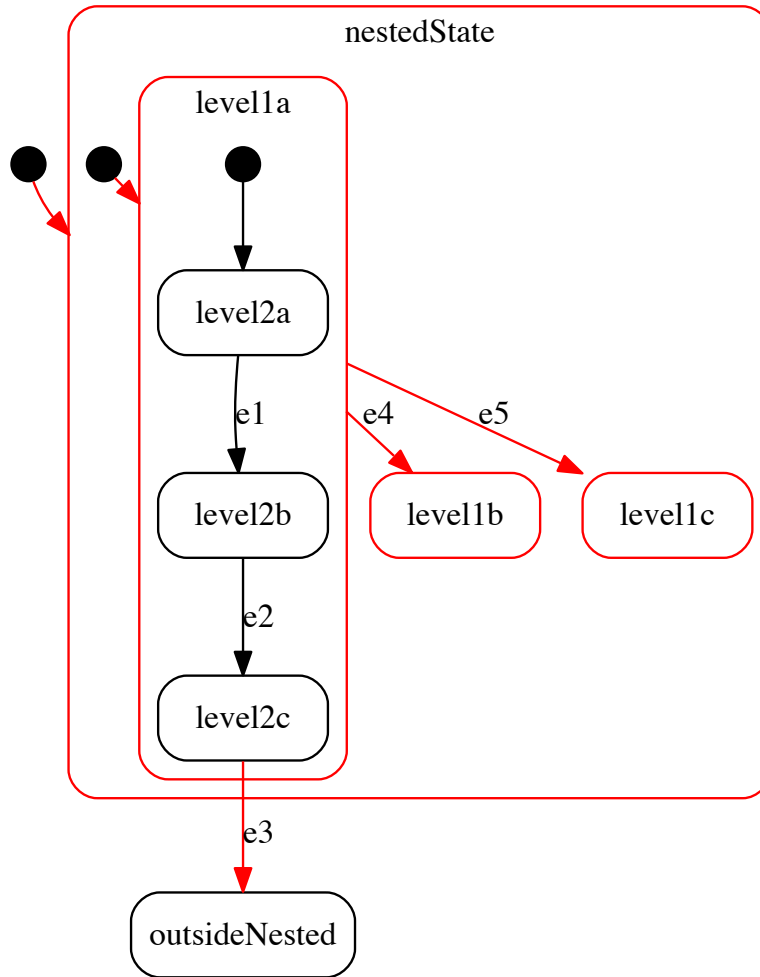 nestedState
level1a
level2a
e1
e4
e5
level2b
level1b
level1c
e2
level2c
e3
outsideNested